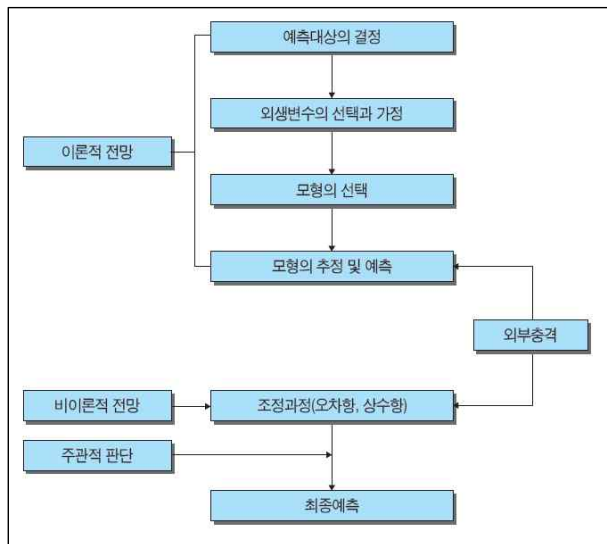 예측대상의 결정
외생변수의 선택과 가정
이론적 전망
모형의 선택
모형의 추정 및 예측
외부충격
비이론적 전망
조정과정(오차항, 상수항)
주관적 판단
최종예측